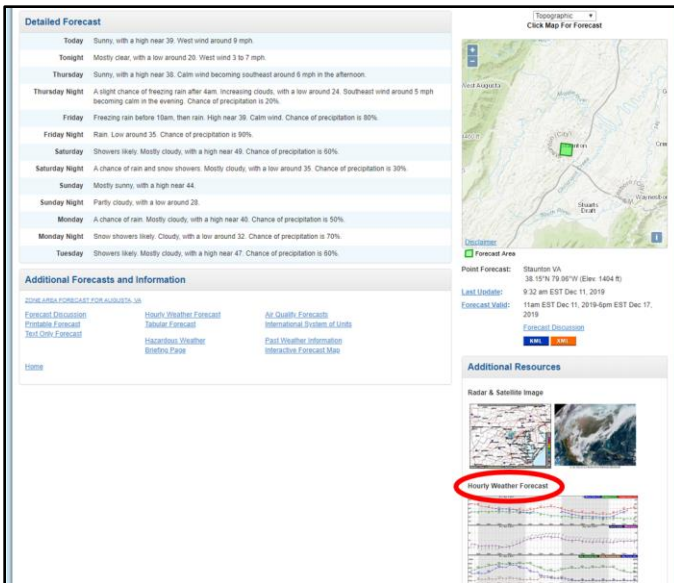 Detailed Forecast
Today Sunny, with a high near 39. West wind around 9 mph.
Tonight Mostly clear, with a low around 20. West wind 3 to 7 mph.
Thursday Sunny, with a high near 38. Calm wind becoming southeast around 6 mph in the afternoon.
Thursday Night A slight chance of freezing rain after 4am. Increasing clouds, with a low around 24. Southeast wind around 5 mph
becoming calm in the evening. Chance of precipitation is 20%.
Friday Freezing rain before 10am, then rain. High near 39. Calm wind. Chance of precipitation is 80%.
Friday Night Rain. Low around 35. Chance of precipitation is 90%.
Saturday Showers likely. Mostly cloudy, with a high near 49. Chance of precipitation is 60%.
Saturday Night A chance of rain and snow showers. Mostly cloudy, with a low around 35. Chance of precipitation is 30%.
Sunday Mostly sunny, with a high near 44.
Sunday Night Partly cloudy, with a low around 28.
Monday A chance of rain. Mostly cloudy, with a high near 40. Chance of precipitation is 50%.
Monday Night Snow showers likely. Cloudy, with a low around 32. Chance of precipitation is 70%.
Tuesday Showers likely. Mostly cloudy, with a high near 47. Chance of precipitation is 60%.
Additional Forecasts and Information
ZONE AREA FORECAST FOR AUGUSTA, VA
Forecast Discussion
Printable Forecast
Text Only Forecast
Hourly Weather Forecast
Tabular Forecast
Hazardous Weather
Briefing Page
Air Quality Forecasts
International System of Units
Past Weather Information
Interactive Forecast Map
Home
Topographic
Click Map For Forecast
West Augusta
(City)
Stuarts
Draft
Disclaimer
Forecast Area
Point Forecast: Staunton VA
38.15°N 79.06°W (Elev. 1404 ft)
Last Update: 9:32 am EST Dec 11, 2019
Forecast Valid: 11am EST Dec 11, 2019-6pm EST Dec 17,
2019
Forecast Discussion
KML XML
Additional Resources
Radar & Satellite Image
Hourly Weather Forecast